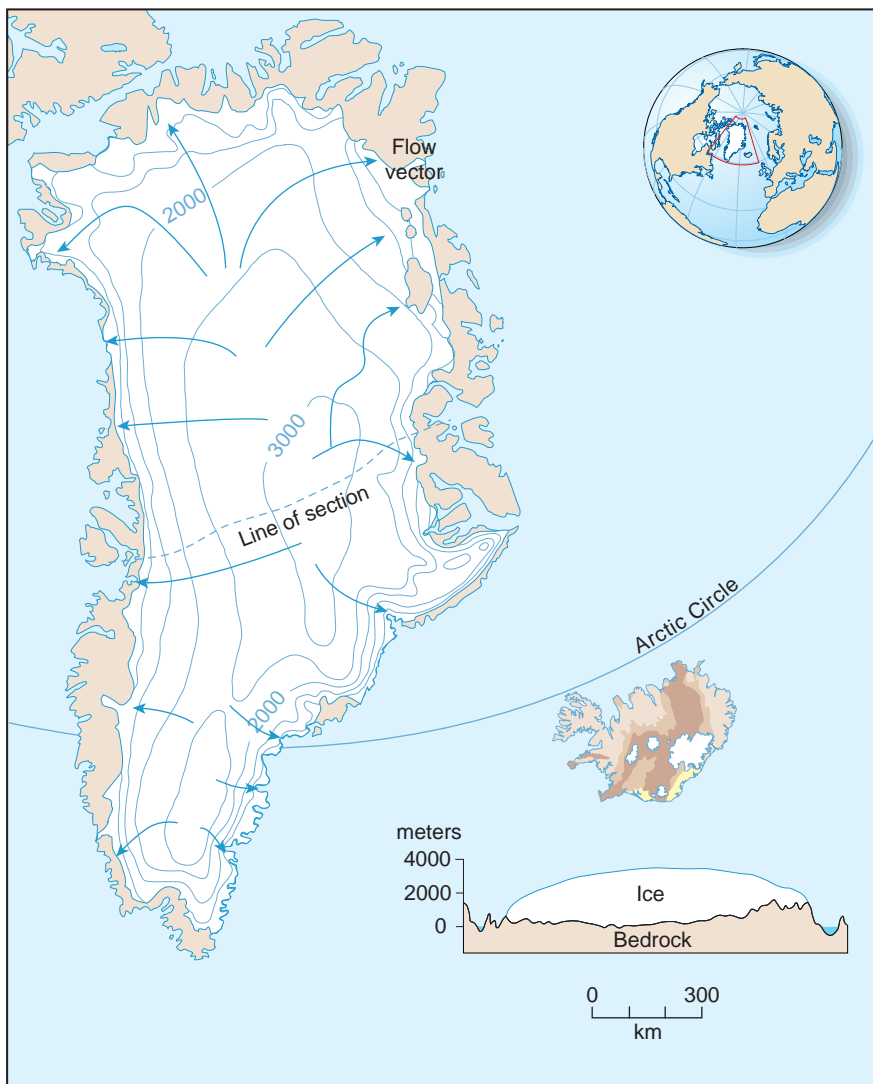 Flow
vector
2000
3000
Line of section
Arctic Circle
2000
meters
4000
2000
0
Ice
Bedrock
0 300
km